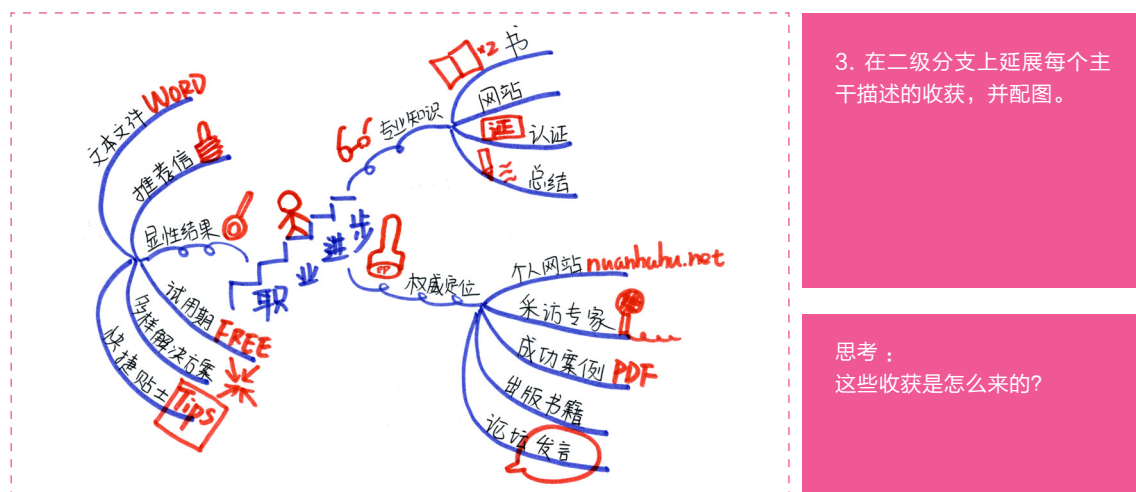 职业进步
专业知识
×2 书
网站
证 认证
总结
权威定位
个人网站 nuanhuhu.net
采访专家
成功案例 PDF
出版书籍
论坛发言
显性结果
文本文件 WORD
推荐信
试用期 FREE
多样解决方案
快捷贴士 Tips
3. 在二级分支上延展每个主
干描述的收获，并配图。
思考：
这些收获是怎么来的?